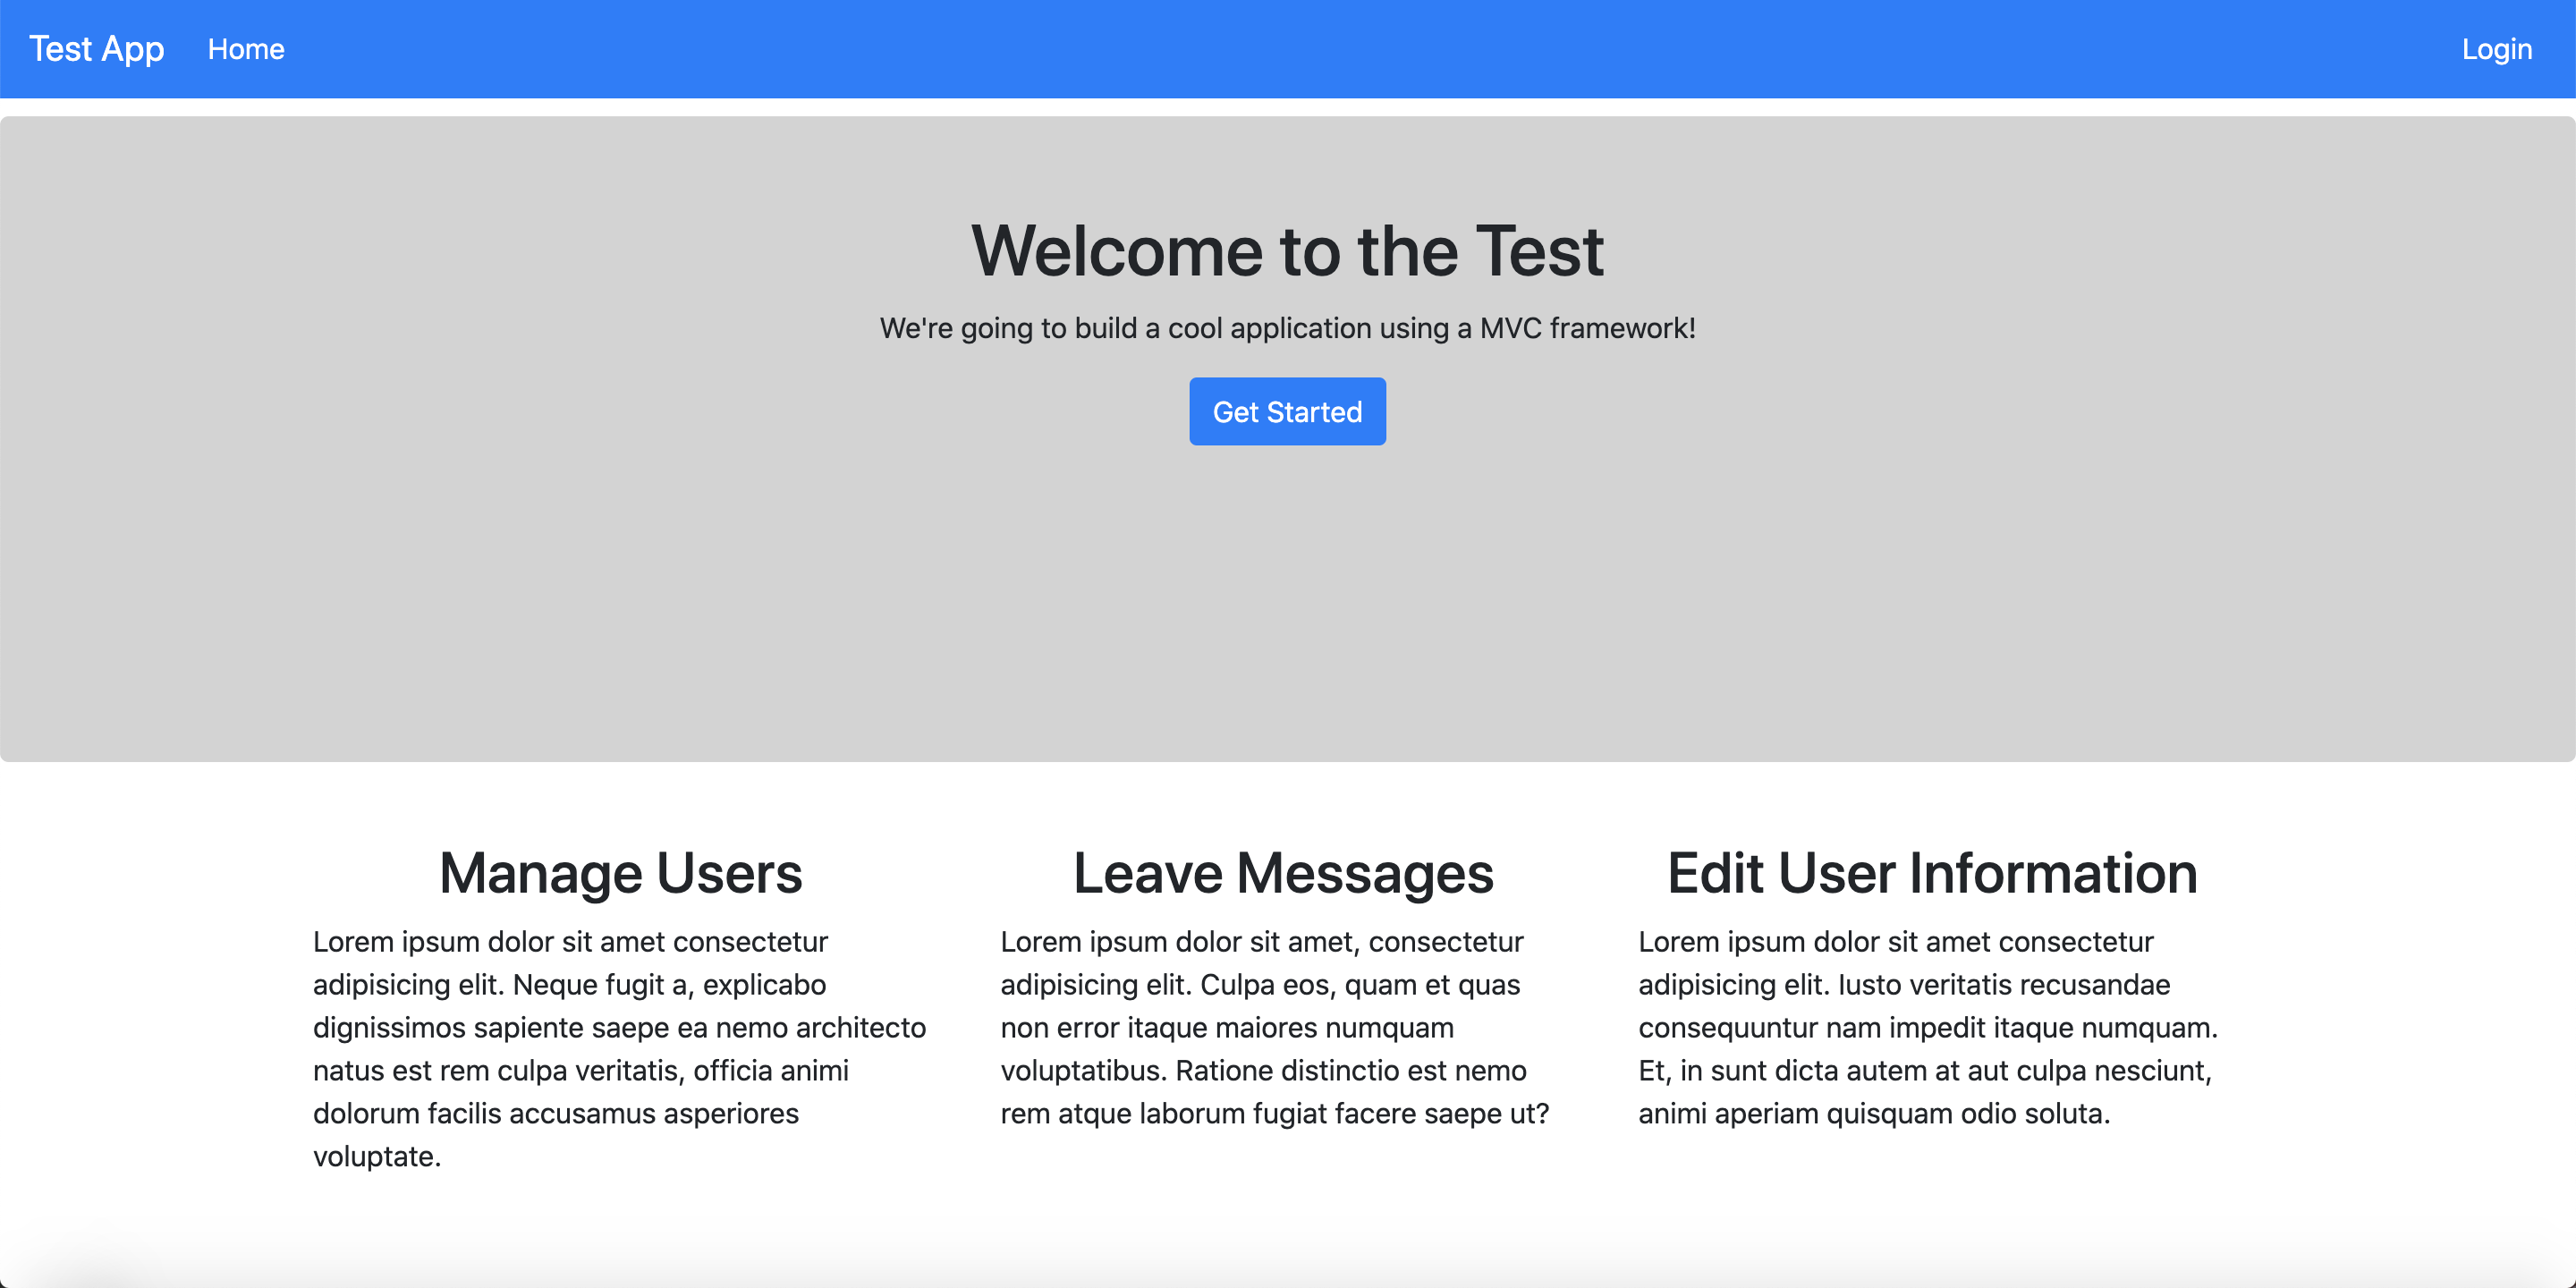 Test App Home Login
Welcome to the Test
We're going to build a cool application using a MVC framework!
Get Started
Manage Users
Lorem ipsum dolor sit amet consectetur
adipisicing elit. Neque fugit a, explicabo
dignissimos sapiente saepe ea nemo architecto
natus est rem culpa veritatis, officia animi
dolorum facilis accusamus asperiores
voluptate.
Leave Messages
Lorem ipsum dolor sit amet, consectetur
adipisicing elit. Culpa eos, quam et quas
non error itaque maiores numquam
voluptatibus. Ratione distinctio est nemo
rem atque laborum fugiat facere saepe ut?
Edit User Information
Lorem ipsum dolor sit amet consectetur
adipisicing elit. Iusto veritatis recusandae
consequuntur nam impedit itaque numquam.
Et, in sunt dicta autem at aut culpa nesciunt,
animi aperiam quisquam odio soluta.